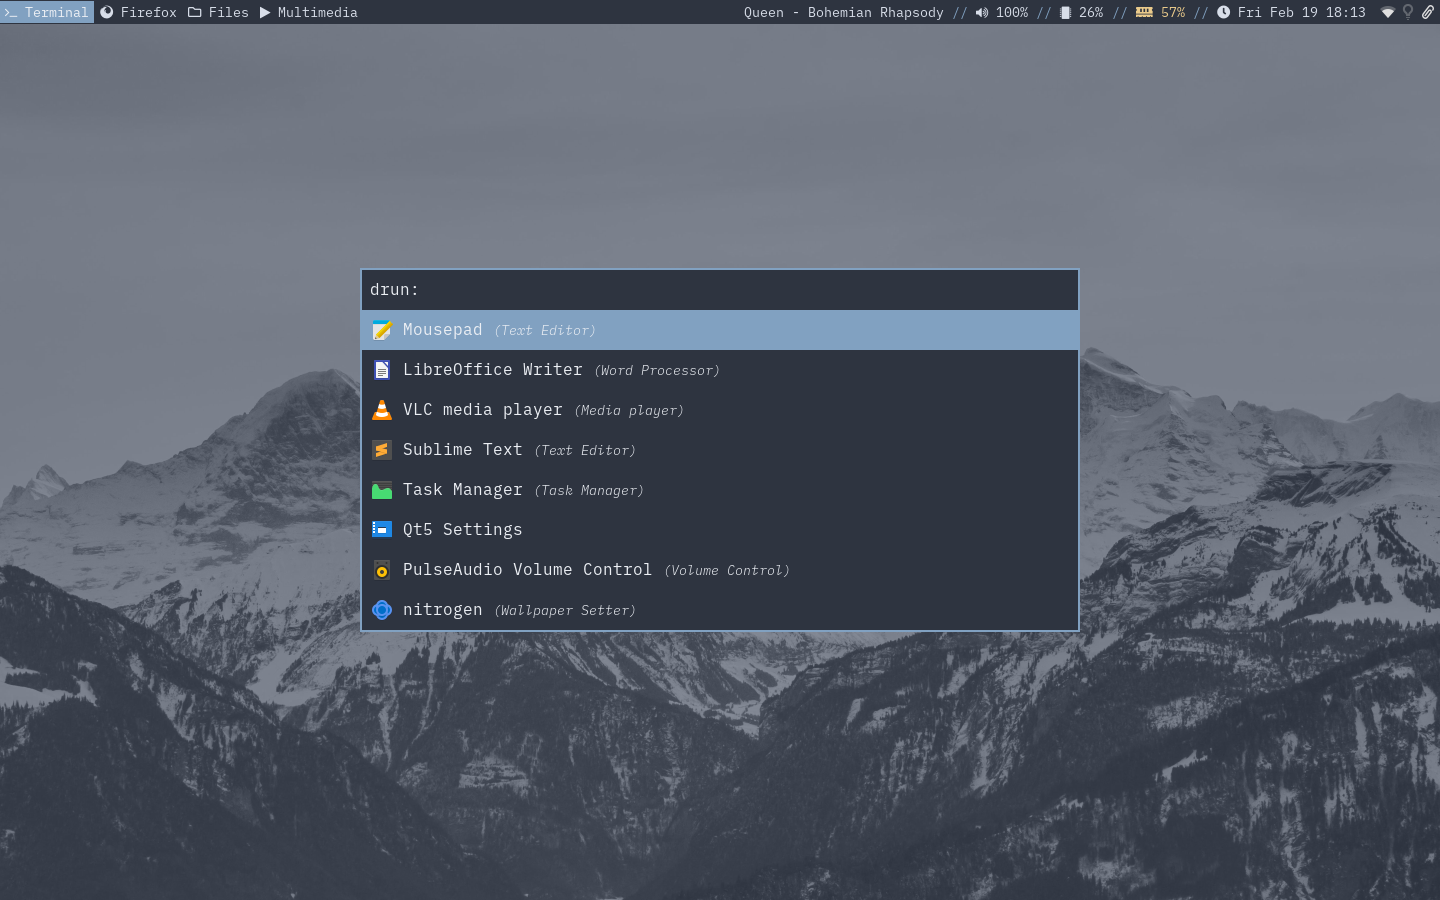 Terminal Firefox Files Multimedia Queen - Bohemian Rhapsody // 100% // 26% // 57% // Fri Feb 19 18:13
drun:
Mousepad (Text Editor)
LibreOffice Writer (Word Processor)
VLC media player (Media player)
Sublime Text (Text Editor)
Task Manager (Task Manager)
Qt5 Settings
PulseAudio Volume Control (Volume Control)
nitrogen (Wallpaper Setter)